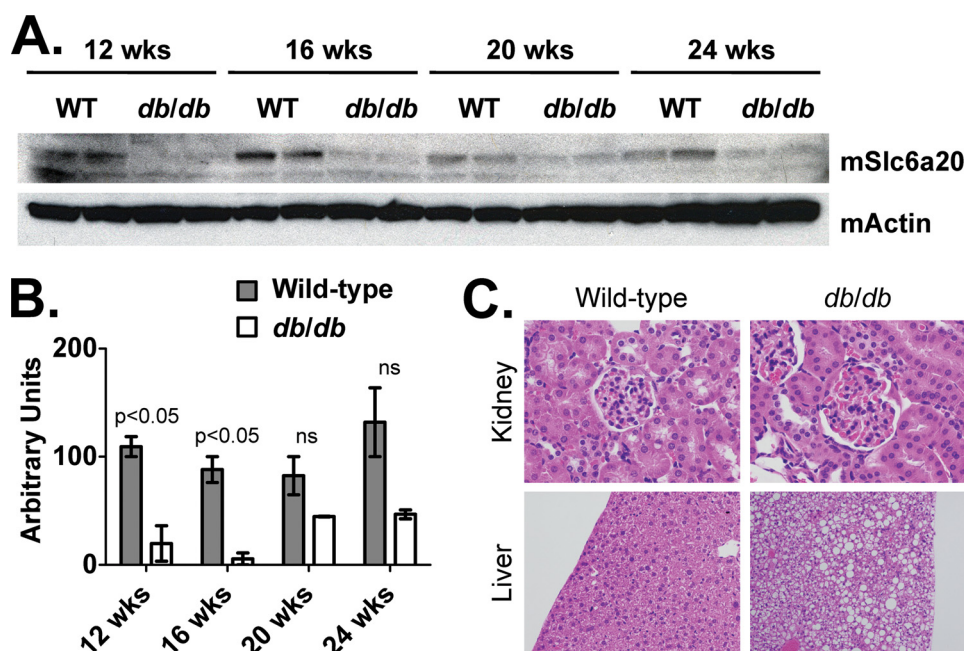 A.
12 wks 16 wks 20 wks 24 wks
WT db/db WT db/db WT db/db WT db/db
mSlc6a20
mActin
B.
Wild-type
db/db
Arbitrary Units
200
100
0
p<0.05
p<0.05
ns
ns
12 wks
16 wks
20 wks
24 wks
C.
Wild-type db/db
Kidney
Liver